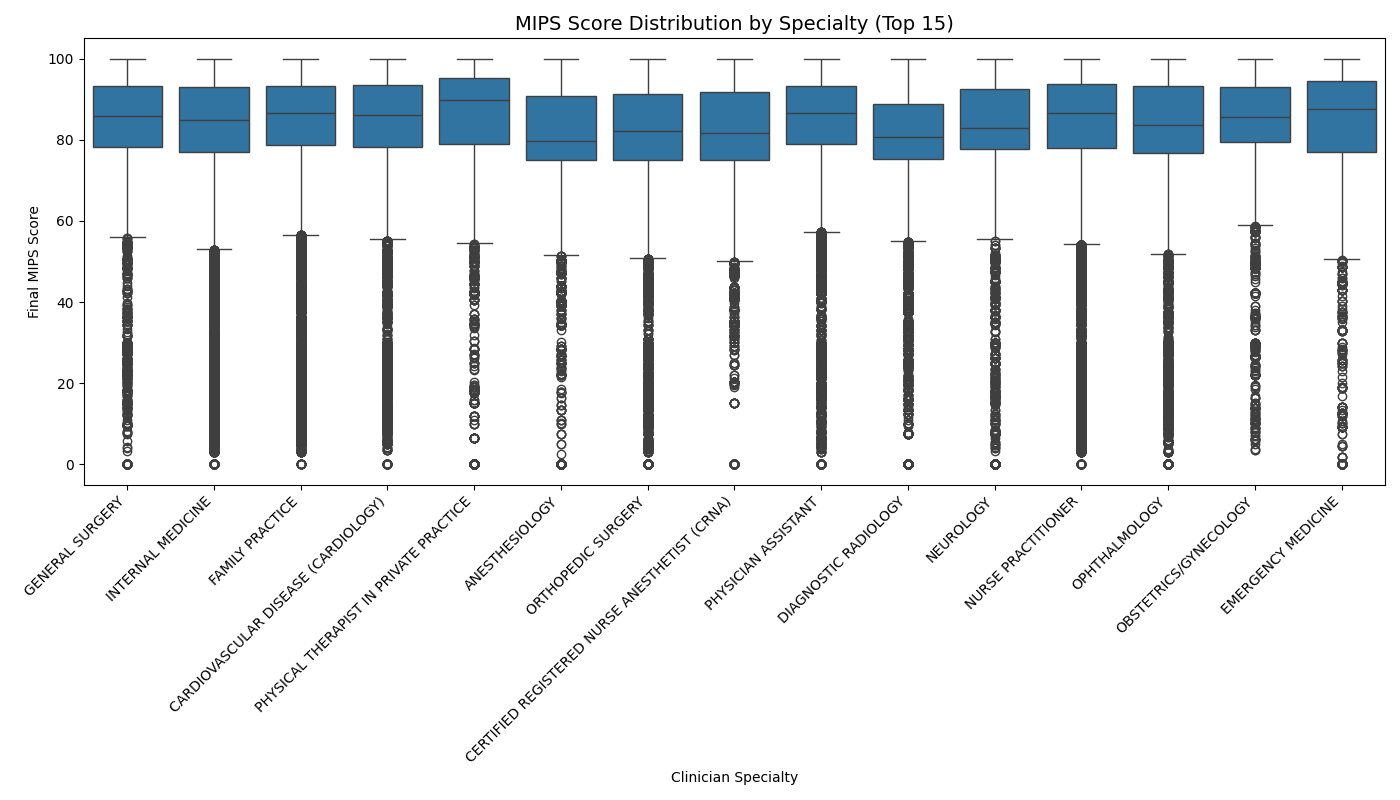 MIPS Score Distribution by Specialty (Top 15)
Final MIPS Score
100
80
60
40
20
0
GENERAL SURGERY
INTERNAL MEDICINE
FAMILY PRACTICE
CARDIOVASCULAR DISEASE (CARDIOLOGY)
PHYSICAL THERAPIST IN PRIVATE PRACTICE
ANESTHESIOLOGY
ORTHOPEDIC SURGERY
CERTIFIED REGISTERED NURSE ANESTHETIST (CRNA)
PHYSICIAN ASSISTANT
DIAGNOSTIC RADIOLOGY
NEUROLOGY
NURSE PRACTITIONER
OPHTHALMOLOGY
OBSTETRICS/GYNECOLOGY
EMERGENCY MEDICINE
Clinician Specialty